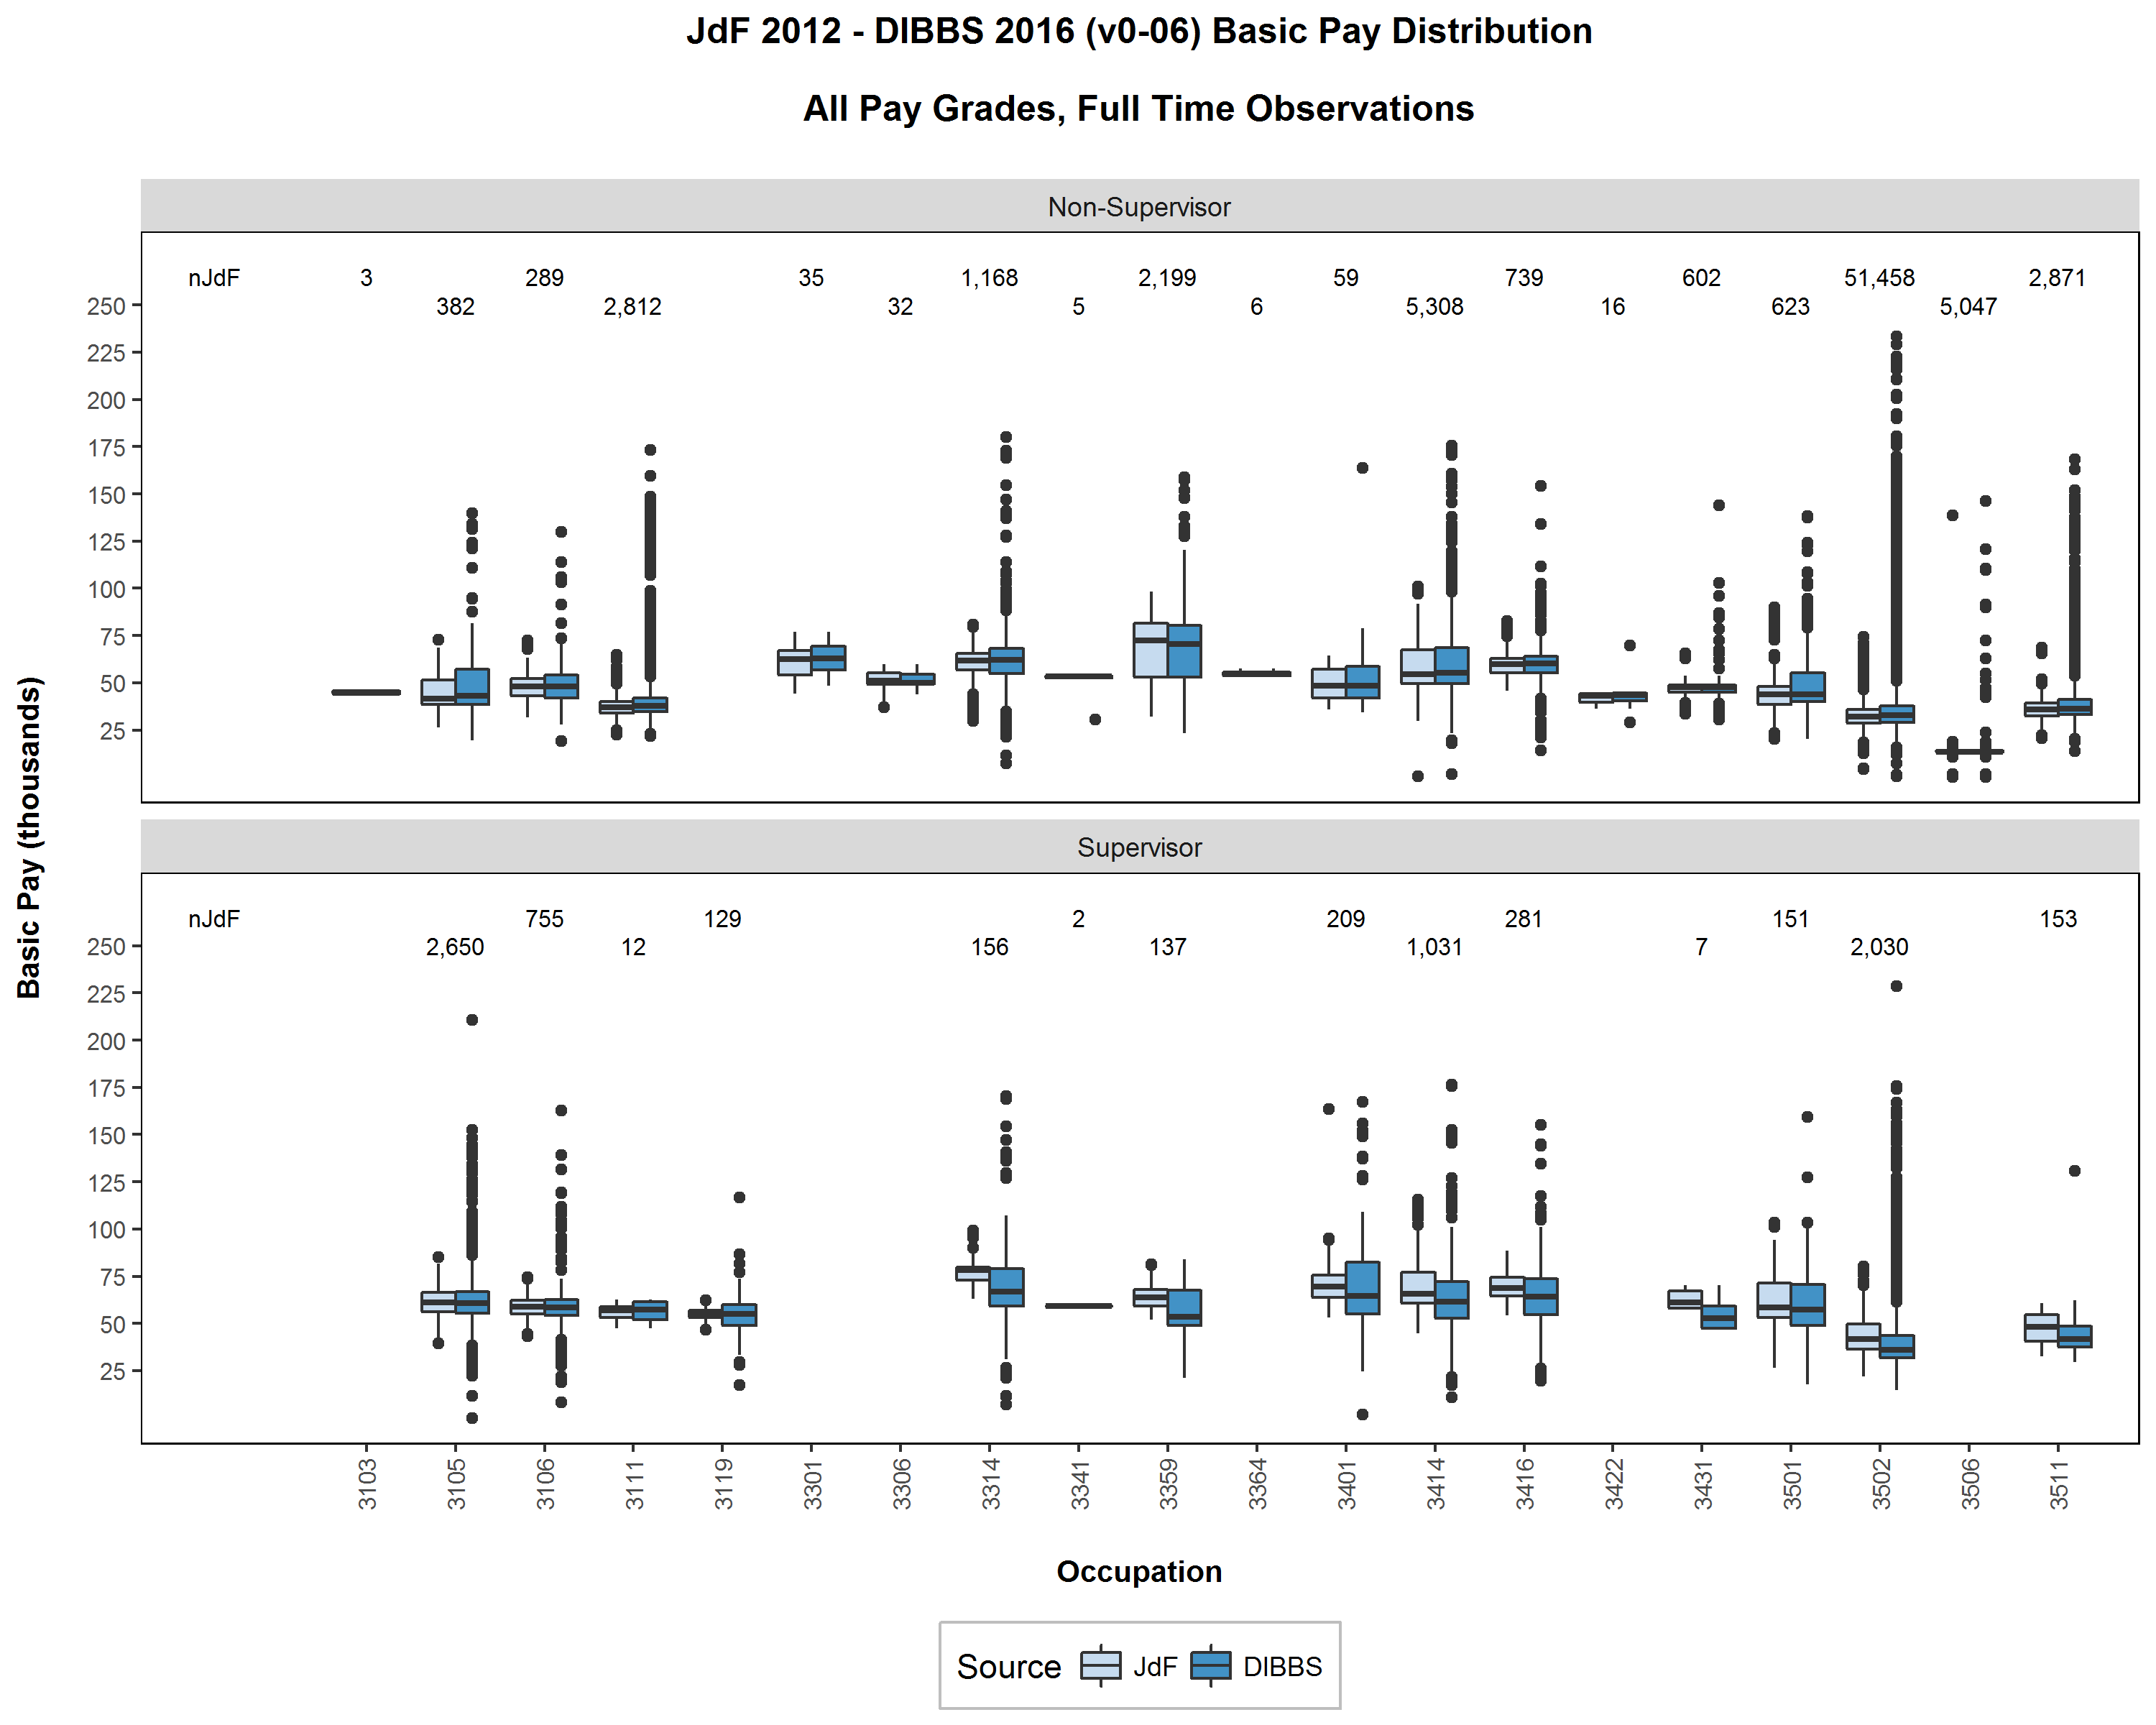 JdF 2012 - DIBBS 2016 (v0-06) Basic Pay Distribution
All Pay Grades, Full Time Observations
Non-Supervisor
nJdF 3 289 35 1,168 2,199 59 739 602 51,458 2,871
382 2,812 32 5 6 5,308 16 623 5,047
250
225
200
175
150
125
100
75
50
25
Basic Pay (thousands)
Supervisor
nJdF 755 129 2 209 281 151 153
2,650 12 156 137 1,031 7 2,030
250
225
200
175
150
125
100
75
50
25
3103 3105 3106 3111 3119 3301 3306 3314 3341 3359 3364 3401 3414 3416 3422 3431 3501 3502 3506 3511
Occupation
Source JdF DIBBS